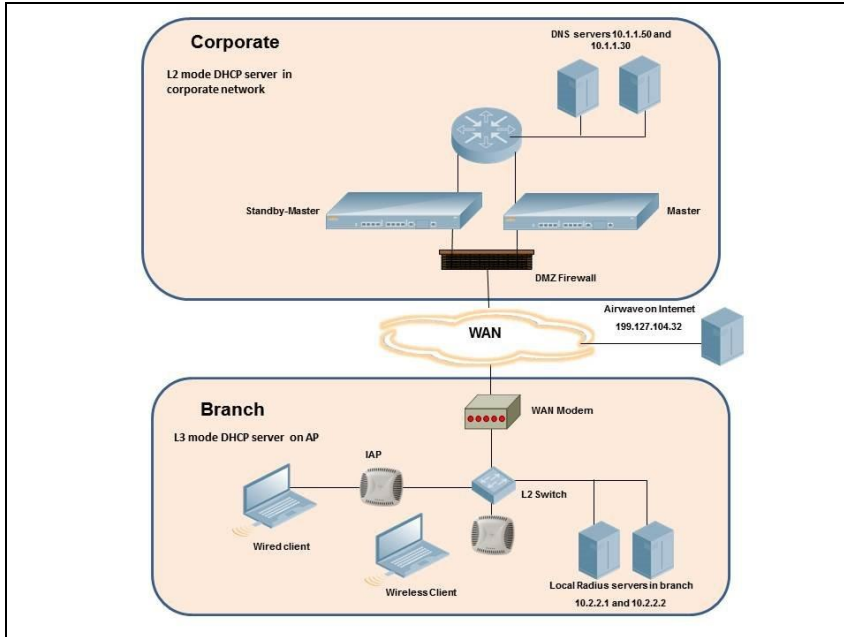 Corporate
L2 mode DHCP server in
corporate network
DNS servers 10.1.1.50 and
10.1.1.30
Standby-Master
Master
DMZ Firewall
Airwave on Internet
199.127.104.32
WAN
Branch
L3 mode DHCP server on AP
WAN Modem
IAP
L2 Switch
Wired client
Wireless Client
Local Radius servers in branch
10.2.2.1 and 10.2.2.2